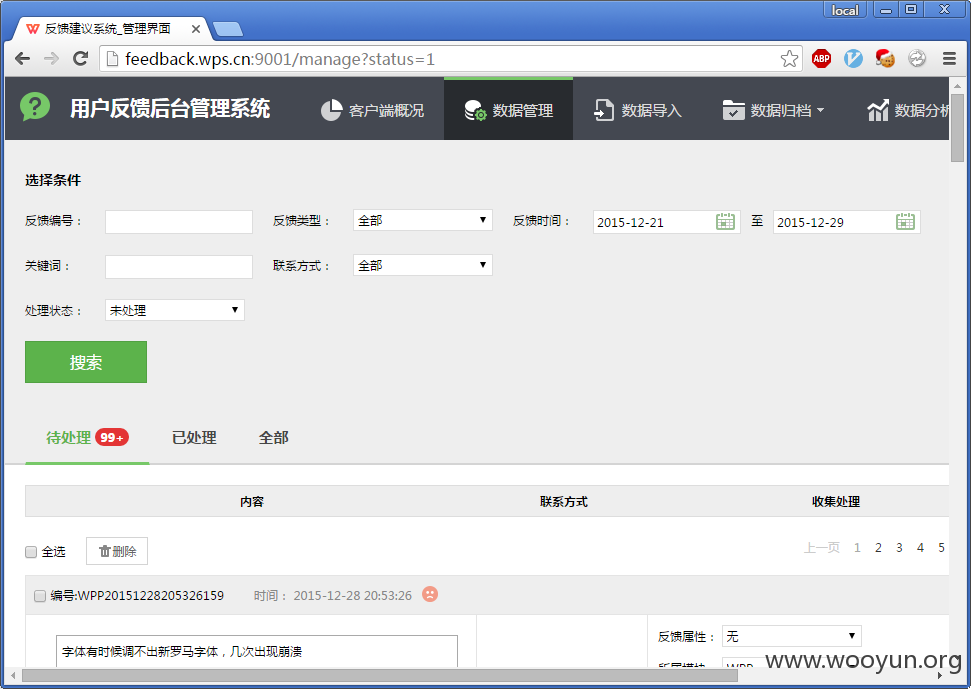 local
反馈建议系统_管理界面
feedback.wps.cn:9001/manage?status=1
ABP
用户反馈后台管理系统 客户端概况 数据管理 数据导入 数据归档 数据分析
选择条件
反馈编号： 反馈类型： 全部 反馈时间： 2015-12-21 至 2015-12-29
关键词： 联系方式： 全部
处理状态： 未处理
搜索
待处理 99+ 已处理 全部
内容 联系方式 收集处理
全选 删除 上一页 1 2 3 4 5
编号:WPP20151228205326159 时间： 2015-12-28 20:53:26
反馈属性： 无
字体有时候调不出新罗马字体，几次出现崩溃
WPP
www.wooyun.org